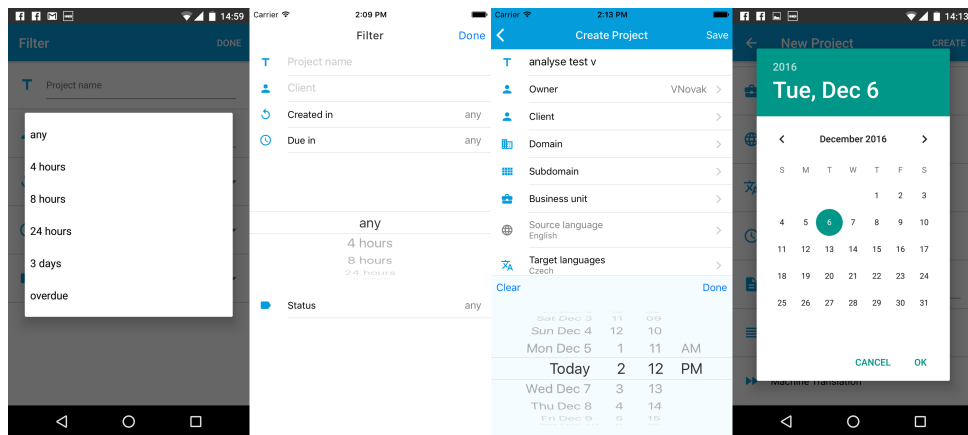 14:59
Filter
DONE
Project name
any
4 hours
8 hours
24 hours
3 days
overdue
Carrier
2:09 PM
Filter
Done
Project name
Client
Created in any
Due in any
any
4 hours
8 hours
24 hours
Status any
Carrier
2:13 PM
Create Project
Save
analyse test v
Owner VNovak
Client
Domain
Subdomain
Business unit
Source language
English
Target languages
Czech
Clear Done
Sat Dec 3 11 09
Sun Dec 4 12 10
Mon Dec 5 1 11 AM
Today 2 12 PM
Wed Dec 7 3 13
Thu Dec 8 4 14
Fri Dec 9 5 15
14:13
New Project
CREATE
2016
Tue, Dec 6
December 2016
S M T W T F S
1 2 3
4 5 6 7 8 9 10
11 12 13 14 15 16 17
18 19 20 21 22 23 24
25 26 27 28 29 30 31
CANCEL OK
Machine Translation